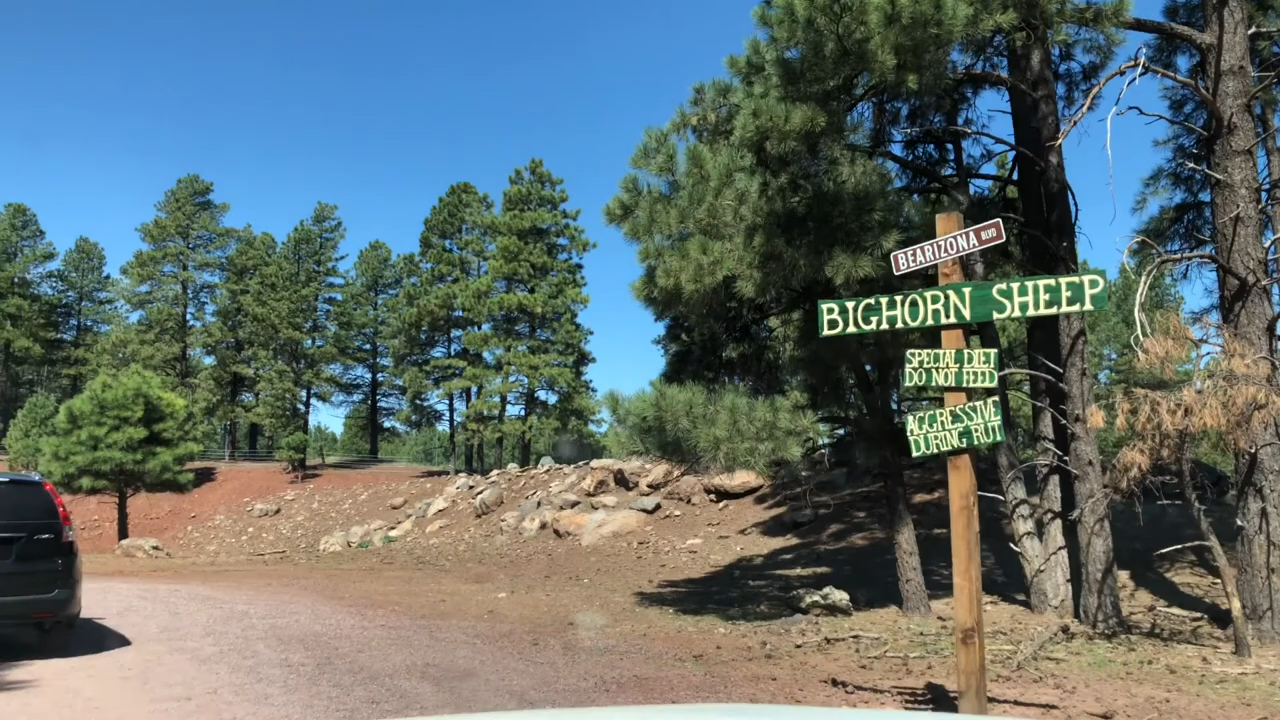 BEARIZONA BLVD
BIGHORN SHEEP
SPECIAL DIET
DO NOT FEED
AGGRESSIVE
DURING RUT